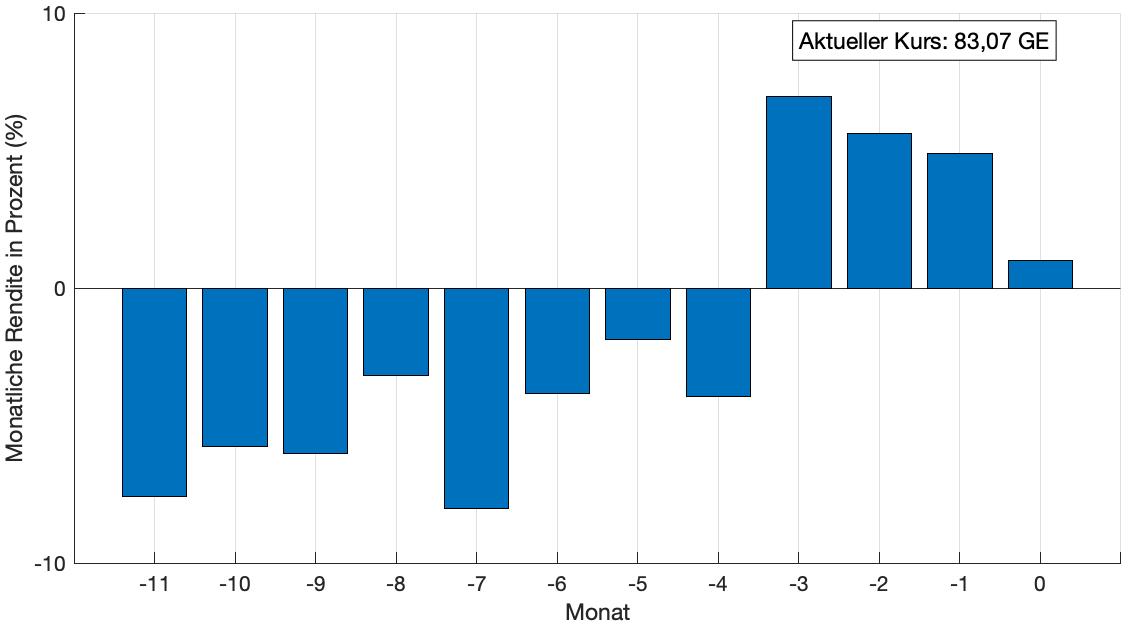 10
Aktueller Kurs: 83,07 GE
Monatliche Rendite in Prozent (%)
0
-10
-11 -10 -9 -8 -7 -6 -5 -4 -3 -2 -1 0
Monat